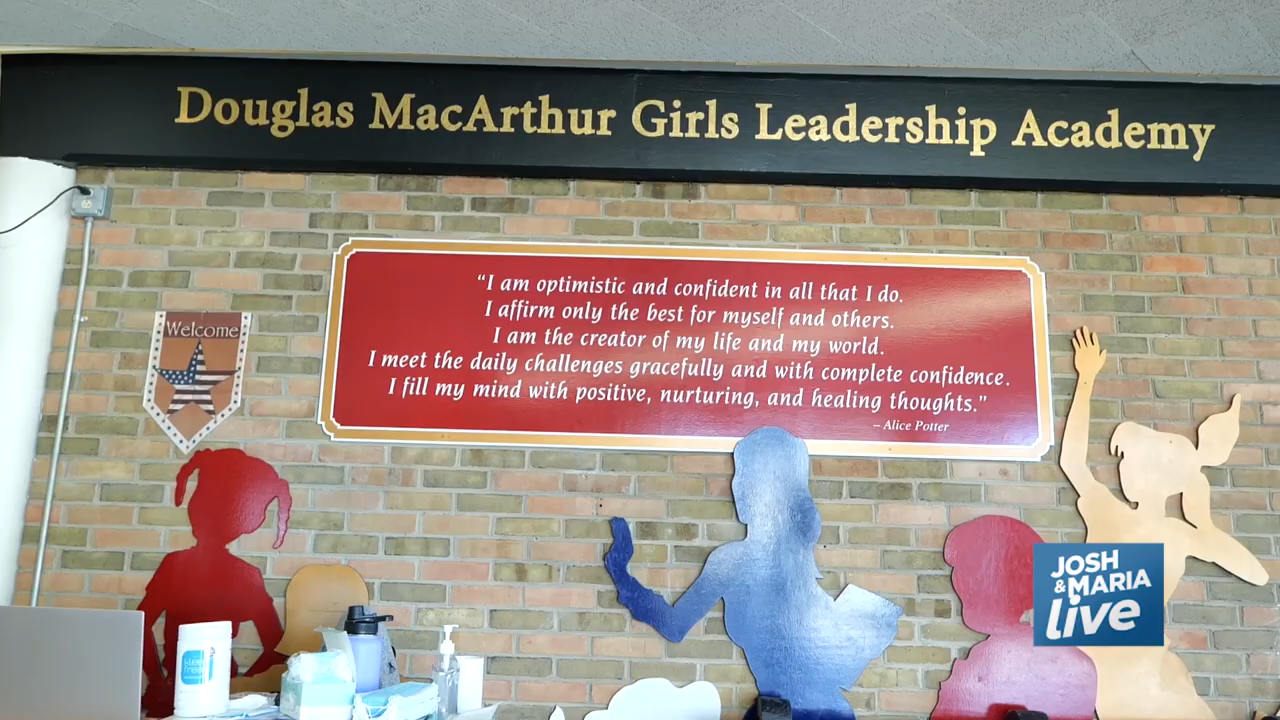 Douglas MacArthur Girls Leadership Academy
Welcome
“I am optimistic and confident in all that I do.
I affirm only the best for myself and others.
I am the creator of my life and my world.
I meet the daily challenges gracefully and with complete confidence.
I fill my mind with positive, nurturing, and healing thoughts.”
– Alice Potter
JOSH
& MARIA
live